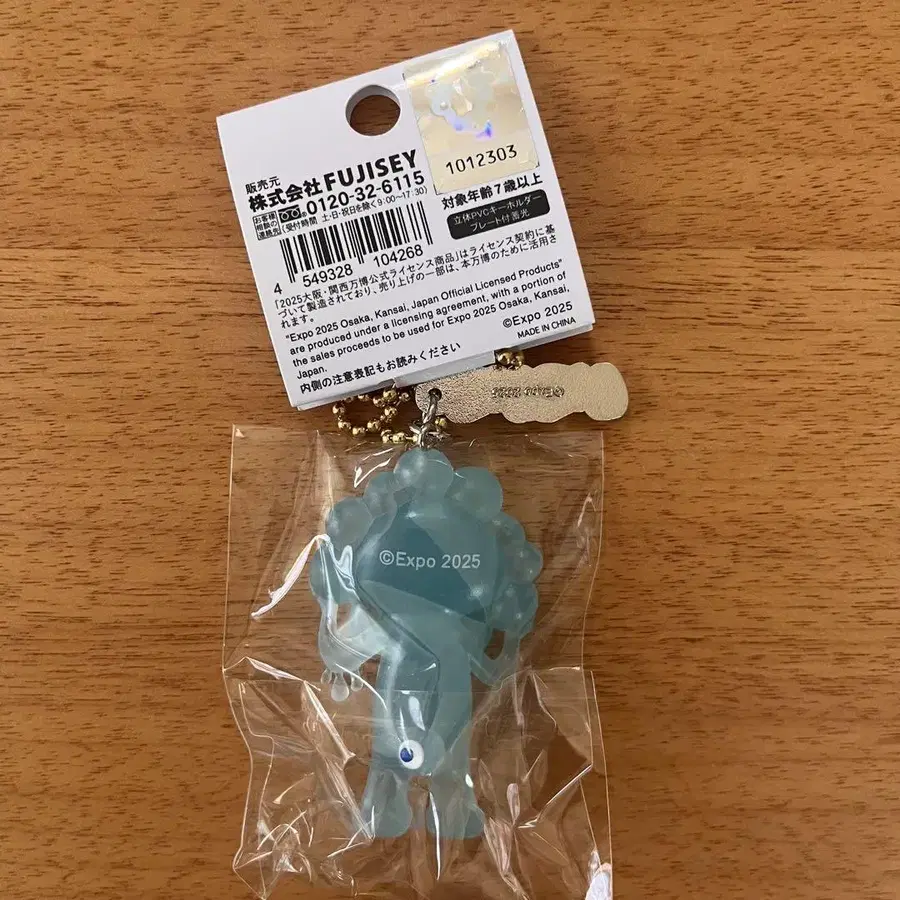 1012303
販売元
株式会社FUJISEY
お客様
相談の
連絡先
0120-32-6115
(受付時間 土・日・祝日を除く9:00~17:30)
対象年齢7歳以上
立体PVCキーホルダー
プレート付蓄光
4 549328 104268
「2025大阪・関西万博公式ライセンス商品」はライセンス契約に基
づいて製造されており、売り上げの一部は、本万博のために活用さ
れます。
"Expo 2025 Osaka, Kansai, Japan Official Licensed Products"
are produced under a licensing agreement, with a portion of
the sales proceeds to be used for Expo 2025 Osaka, Kansai,
Japan.
©Expo 2025
MADE IN CHINA
内側の注意表記もお読みください
©Expo 2025